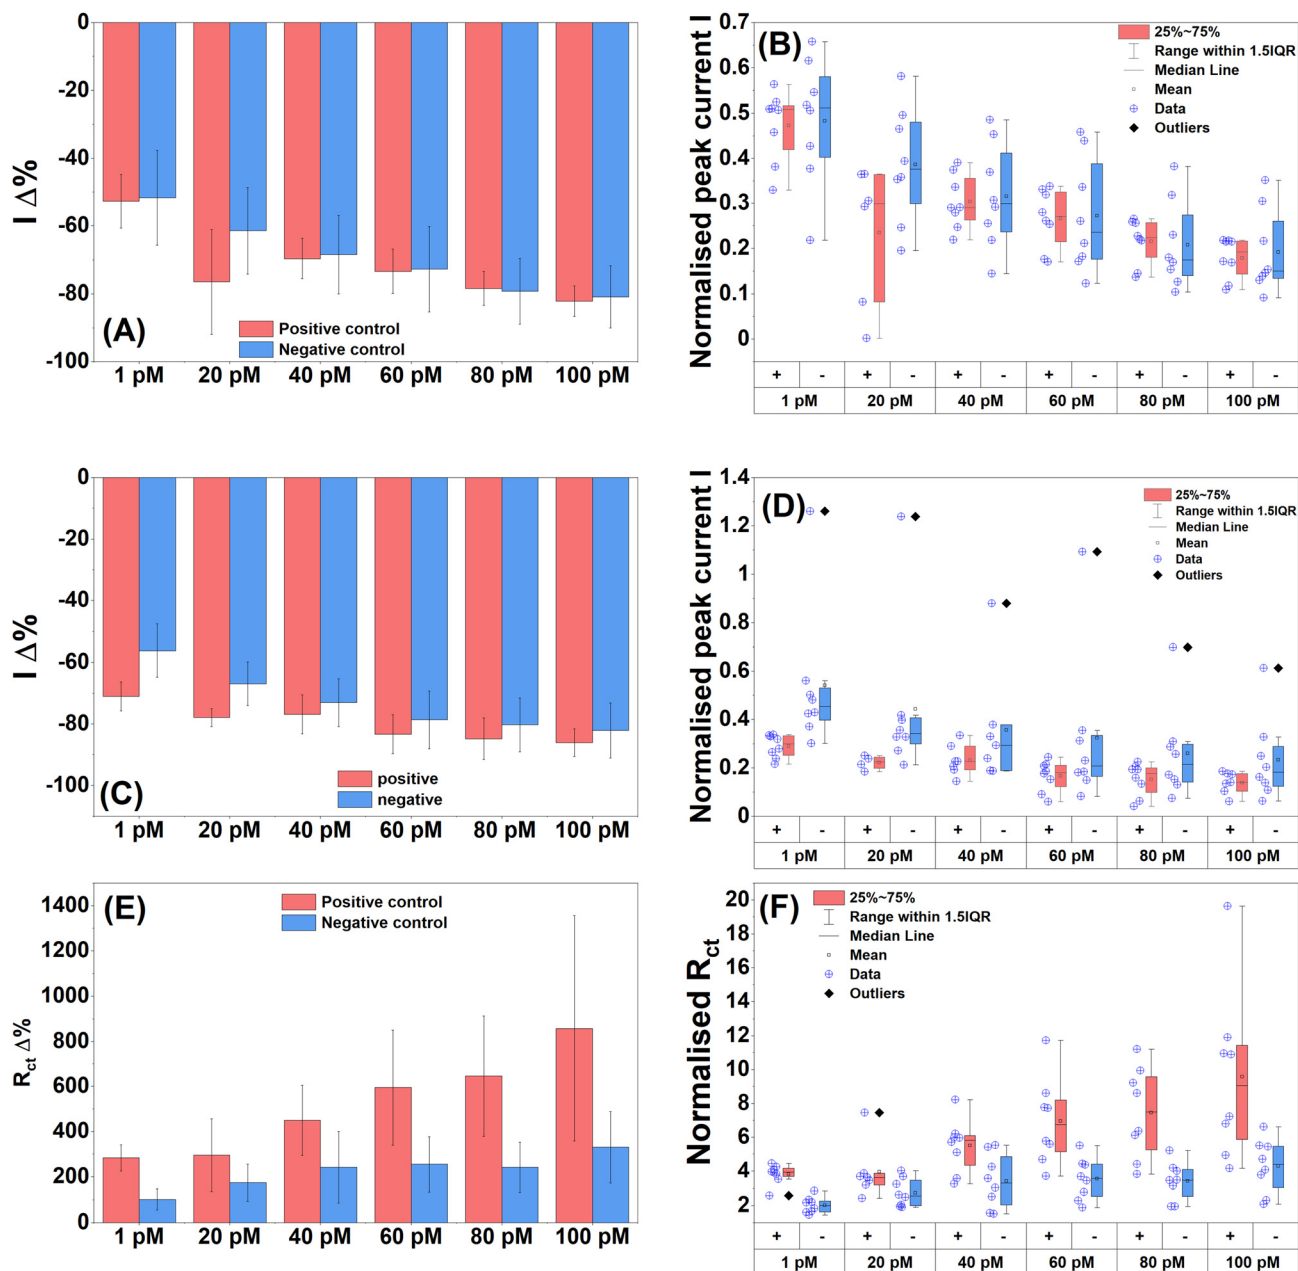 (A)
I Δ%
0
-20
-40
-60
-80
-100
Positive control
Negative control
1 pM 20 pM 40 pM 60 pM 80 pM 100 pM
(B)
Normalised peak current I
0.7
0.6
0.5
0.4
0.3
0.2
0.1
0
25%~75%
Range within 1.5IQR
Median Line
Mean
Data
Outliers
+ - + - + - + - + - + -
1 pM 20 pM 40 pM 60 pM 80 pM 100 pM
(C)
I Δ%
0
-20
-40
-60
-80
-100
positive
negative
1 pM 20 pM 40 pM 60 pM 80 pM 100 pM
(D)
Normalised peak current I
1.4
1.2
1
0.8
0.6
0.4
0.2
0
25%~75%
Range within 1.5IQR
Median Line
Mean
Data
Outliers
+ - + - + - + - + - + -
1 pM 20 pM 40 pM 60 pM 80 pM 100 pM
(E)
Rct Δ%
1400
1200
1000
800
600
400
200
0
Positive control
Negative control
1 pM 20 pM 40 pM 60 pM 80 pM 100 pM
(F)
Normalised Rct
20
18
16
14
12
10
8
6
4
2
25%~75%
Range within 1.5IQR
Median Line
Mean
Data
Outliers
+ - + - + - + - + - + -
1 pM 20 pM 40 pM 60 pM 80 pM 100 pM